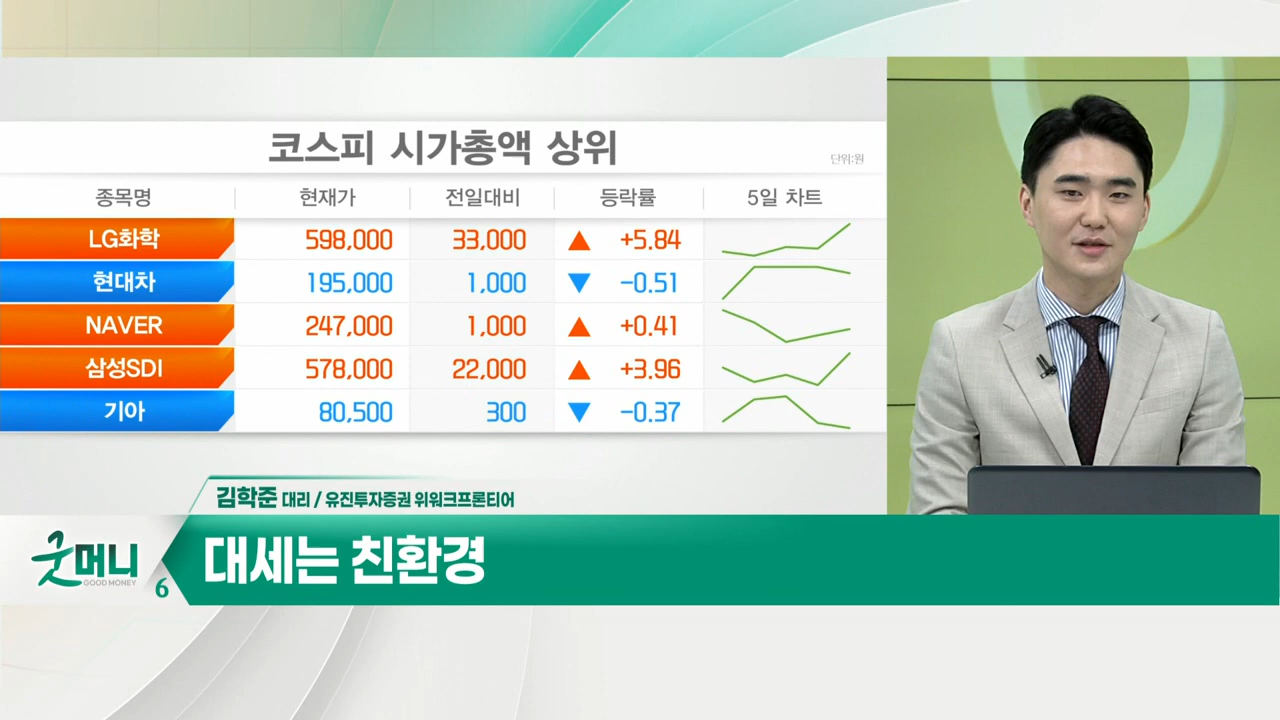 코스피 시가총액 상위
단위:원
종목명 현재가 전일대비 등락률 5일 차트
LG화학 598,000 33,000 ▲ +5.84
현대차 195,000 1,000 ▼ -0.51
NAVER 247,000 1,000 ▲ +0.41
삼성SDI 578,000 22,000 ▲ +3.96
기아 80,500 300 ▼ -0.37
김학준 대리 / 유진투자증권 위워크프론티어
굿머니
GOOD MONEY
6
대세는 친환경